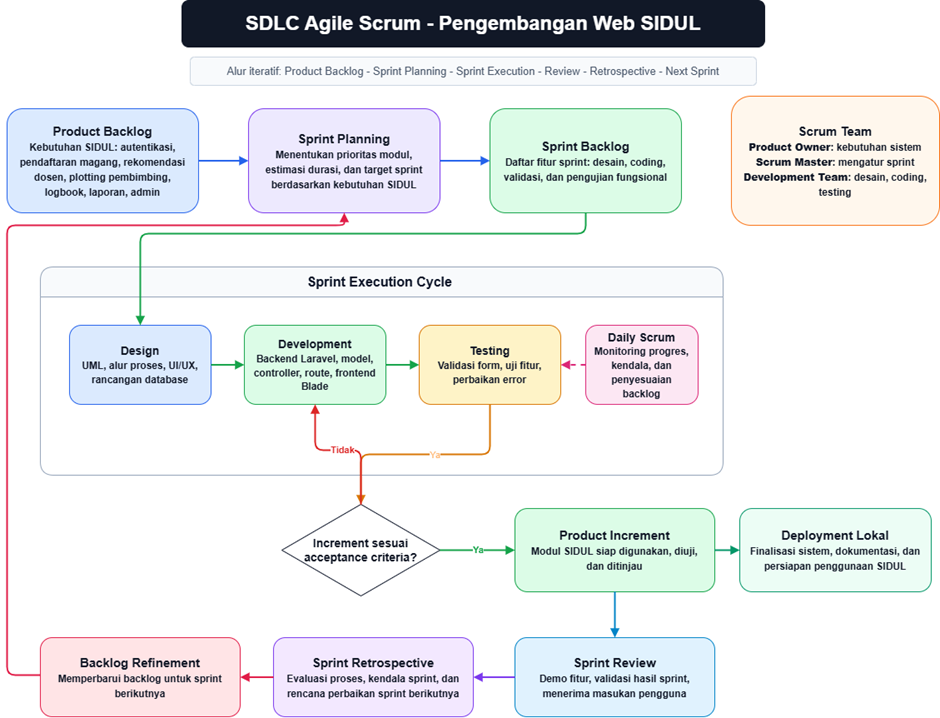 SDLC Agile Scrum - Pengembangan Web SIDUL
Alur iteratif: Product Backlog - Sprint Planning - Sprint Execution - Review - Retrospective - Next Sprint
Product Backlog
Kebutuhan SIDUL: autentikasi,
pendaftaran magang, rekomendasi
dosen, plotting pembimbing,
logbook, laporan, admin
Sprint Planning
Menentukan prioritas modul,
estimasi durasi, dan target sprint
berdasarkan kebutuhan SIDUL
Sprint Backlog
Daftar fitur sprint: desain, coding,
validasi, dan pengujian fungsional
Scrum Team
Product Owner: kebutuhan sistem
Scrum Master: mengatur sprint
Development Team: desain, coding,
testing
Sprint Execution Cycle
Design
UML, alur proses, UI/UX,
rancangan database
Development
Backend Laravel, model,
controller, route, frontend
Blade
Testing
Validasi form, uji fitur,
perbaikan error
Daily Scrum
Monitoring progres,
kendala, dan
penyesuaian
backlog
Tidak
Ya
Increment sesuai
acceptance criteria?
Ya
Product Increment
Modul SIDUL siap digunakan, diuji,
dan ditinjau
Deployment Lokal
Finalisasi sistem, dokumentasi, dan
persiapan penggunaan SIDUL
Backlog Refinement
Memperbarui backlog untuk sprint
berikutnya
Sprint Retrospective
Evaluasi proses, kendala sprint, dan
rencana perbaikan sprint berikutnya
Sprint Review
Demo fitur, validasi hasil sprint,
menerima masukan pengguna